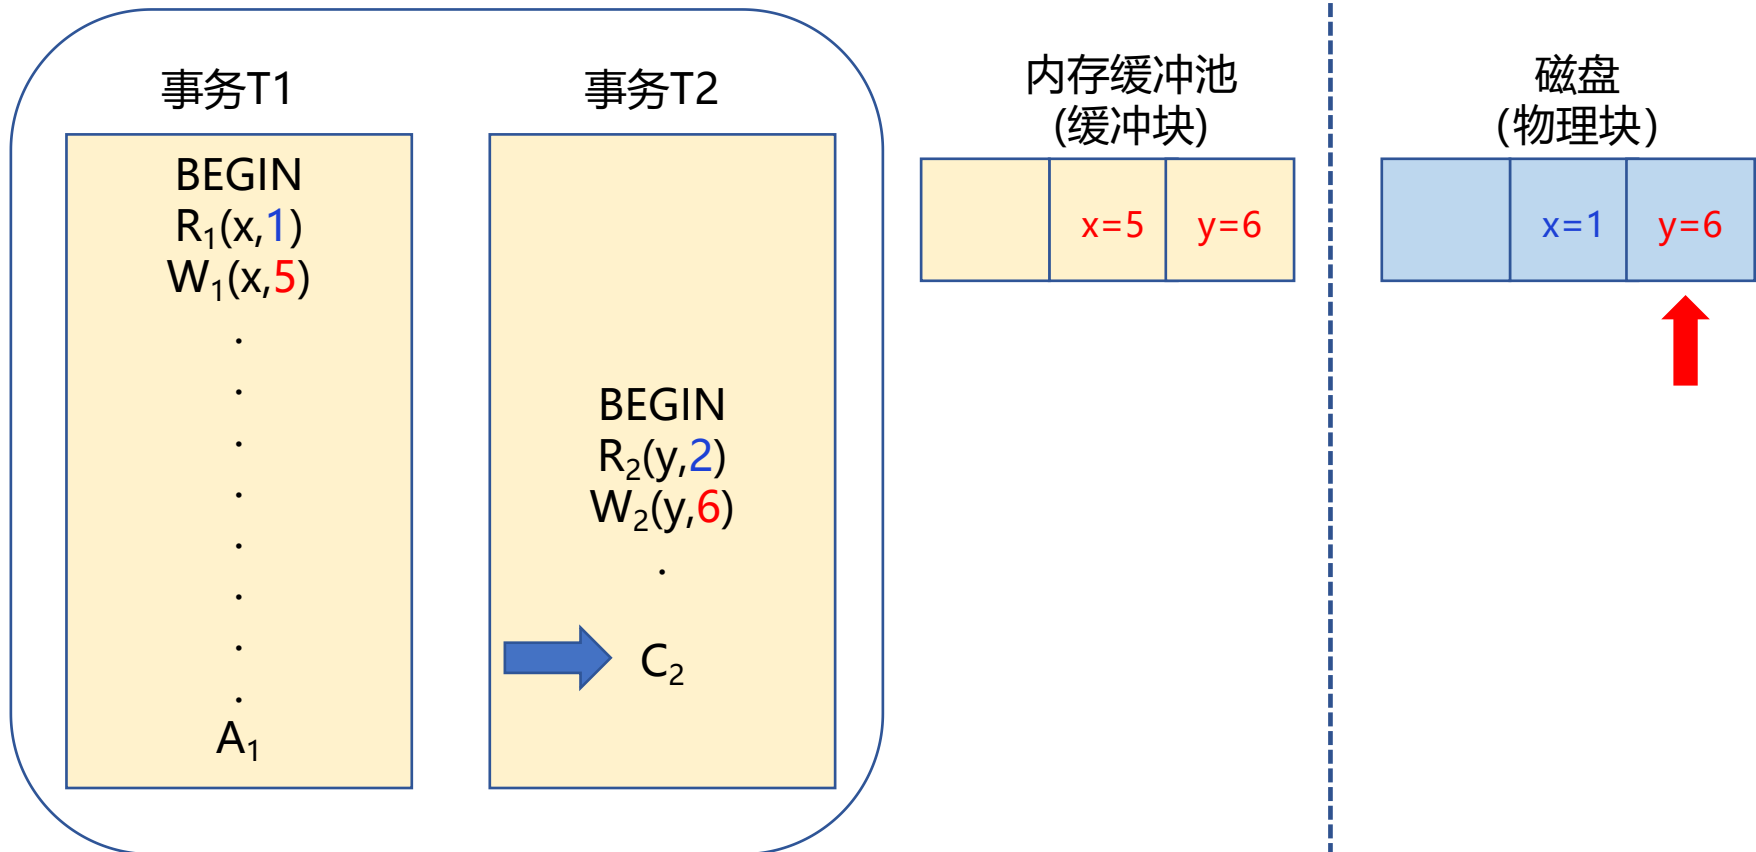 事务T1
BEGIN
R₁(x,1)
W₁(x,5)
.
.
.
.
.
.
.
.
A₁
事务T2
BEGIN
R₂(y,2)
W₂(y,6)
.
C₂
内存缓冲池
(缓冲块)
x=5 y=6
磁盘
(物理块)
x=1 y=6